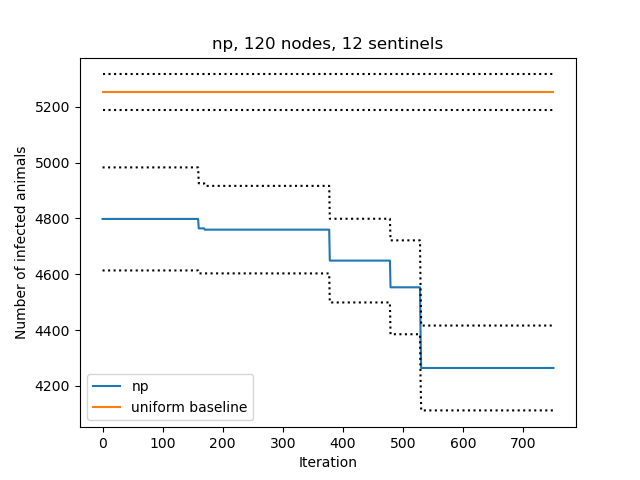 np, 120 nodes, 12 sentinels
Number of infected animals
5200
5000
4800
4600
4400
4200
np
uniform baseline
0 100 200 300 400 500 600 700
Iteration